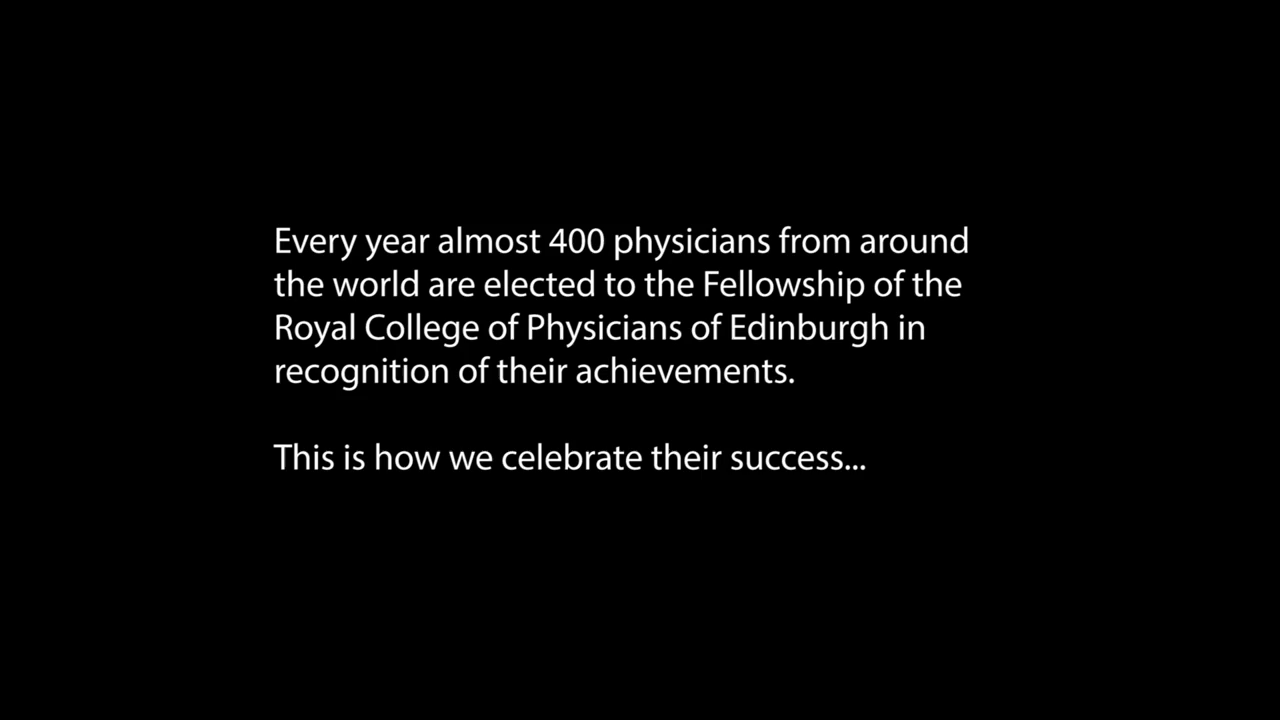 Every year almost 400 physicians from around
the world are elected to the Fellowship of the
Royal College of Physicians of Edinburgh in
recognition of their achievements.
This is how we celebrate their success...